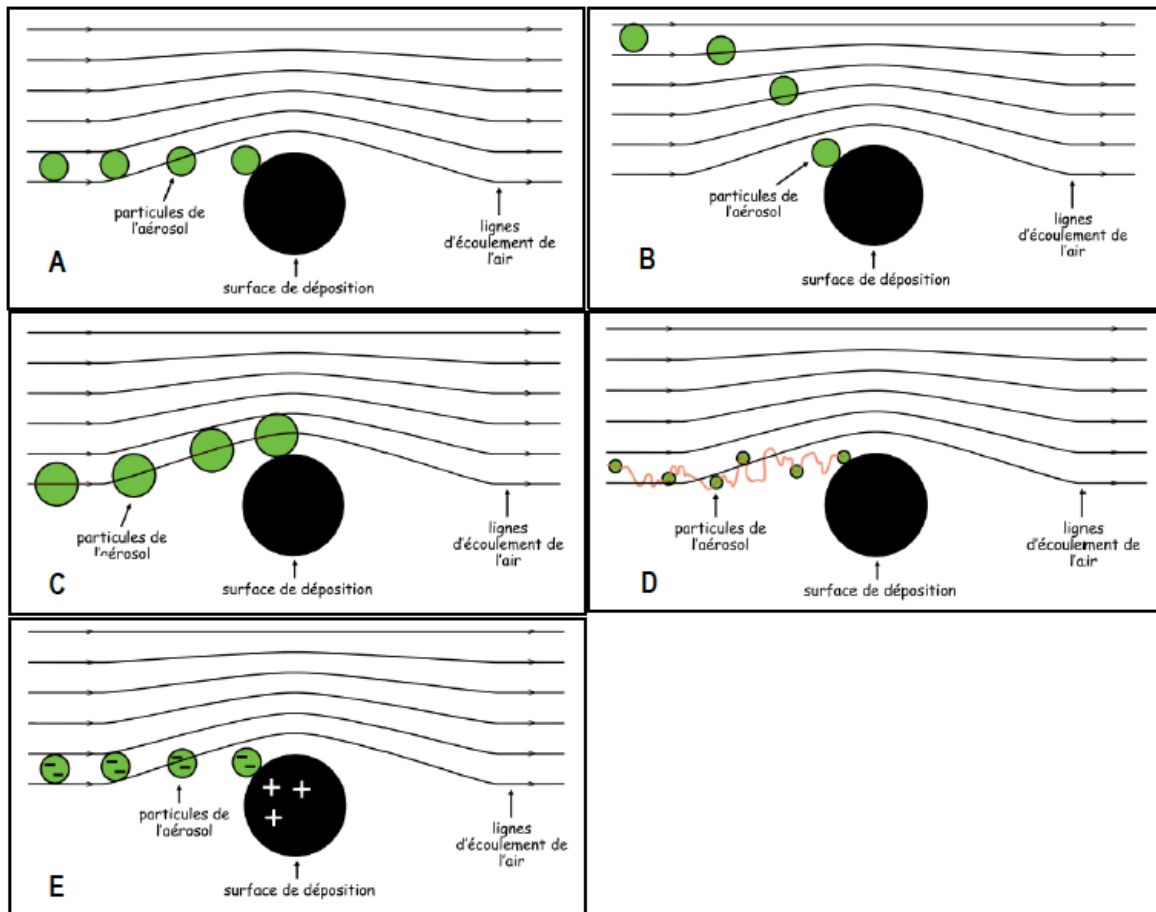 particules de
l'aérosol
lignes
d'écoulement de
l'air
A
surface de déposition
particules de
l'aérosol
lignes
d'écoulement de
l'air
B
surface de déposition
particules de
l'aérosol
lignes
d'écoulement de
l'air
C
surface de déposition
particules de
l'aérosol
lignes
d'écoulement de
l'air
D
surface de déposition
+ +
+
particules de
l'aérosol
lignes
d'écoulement de
l'air
E
surface de déposition